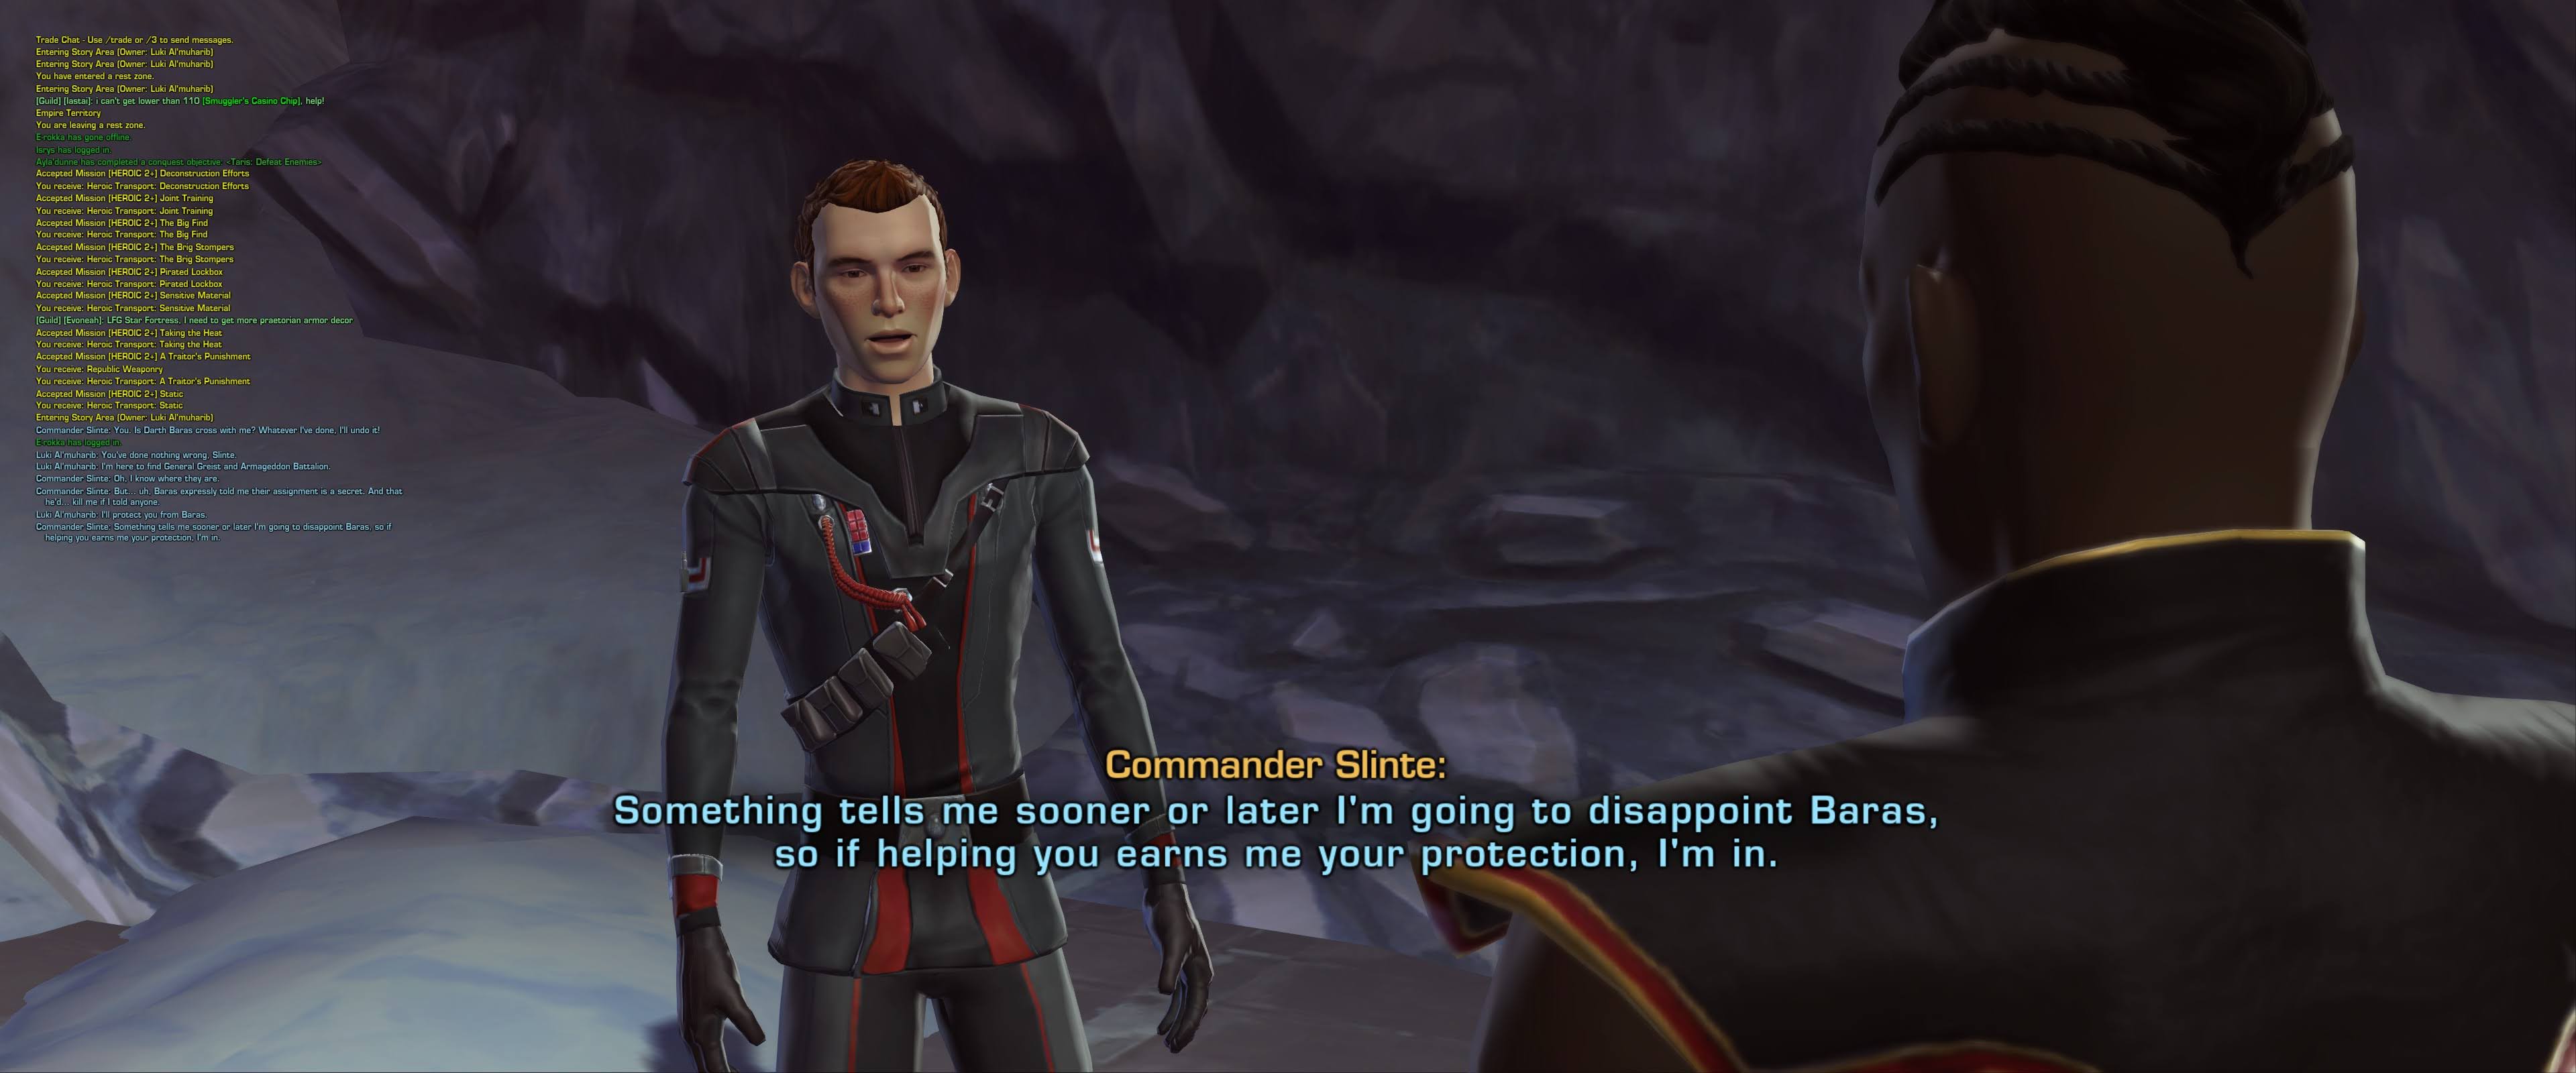 Trade Chat - Use /trade or /3 to send messages.
Entering Story Area (Owner: Luki Al'muharib)
Entering Story Area (Owner: Luki Al'muharib)
You have entered a rest zone.
Entering Story Area (Owner: Luki Al'muharib)
[Guild] [Iastai]: i can't get lower than 110 [Smuggler's Casino Chip], help!
Empire Territory
You are leaving a rest zone.
E-rokka has gone offline.
Isrys has logged in.
Ayla'dunne has completed a conquest objective: <Taris: Defeat Enemies>
Accepted Mission [HEROIC 2+] Deconstruction Efforts
You receive: Heroic Transport: Deconstruction Efforts
Accepted Mission [HEROIC 2+] Joint Training
You receive: Heroic Transport: Joint Training
Accepted Mission [HEROIC 2+] The Big Find
You receive: Heroic Transport: The Big Find
Accepted Mission [HEROIC 2+] The Brig Stompers
You receive: Heroic Transport: The Brig Stompers
Accepted Mission [HEROIC 2+] Pirated Lockbox
You receive: Heroic Transport: Pirated Lockbox
Accepted Mission [HEROIC 2+] Sensitive Material
You receive: Heroic Transport: Sensitive Material
[Guild] [Evoneah]: LFG Star Fortress, I need to get more praetorian armor decor
Accepted Mission [HEROIC 2+] Taking the Heat
You receive: Heroic Transport: Taking the Heat
Accepted Mission [HEROIC 2+] A Traitor's Punishment
You receive: Republic Weaponry
You receive: Heroic Transport: A Traitor's Punishment
Accepted Mission [HEROIC 2+] Static
You receive: Heroic Transport: Static
Entering Story Area (Owner: Luki Al'muharib)
Commander Slinte: You. Is Darth Baras cross with me? Whatever I've done, I'll undo it!
E-rokka has logged in.
Luki Al'muharib: You've done nothing wrong, Slinte.
Luki Al'muharib: I'm here to find General Greist and Armageddon Battalion.
Commander Slinte: Oh. I know where they are.
Commander Slinte: But... uh, Baras expressly told me their assignment is a secret. And that
he'd... kill me if I told anyone.
Luki Al'muharib: I'll protect you from Baras.
Commander Slinte: Something tells me sooner or later I'm going to disappoint Baras, so if
helping you earns me your protection, I'm in.
Commander Slinte:
Something tells me sooner or later I'm going to disappoint Baras,
so if helping you earns me your protection, I'm in.